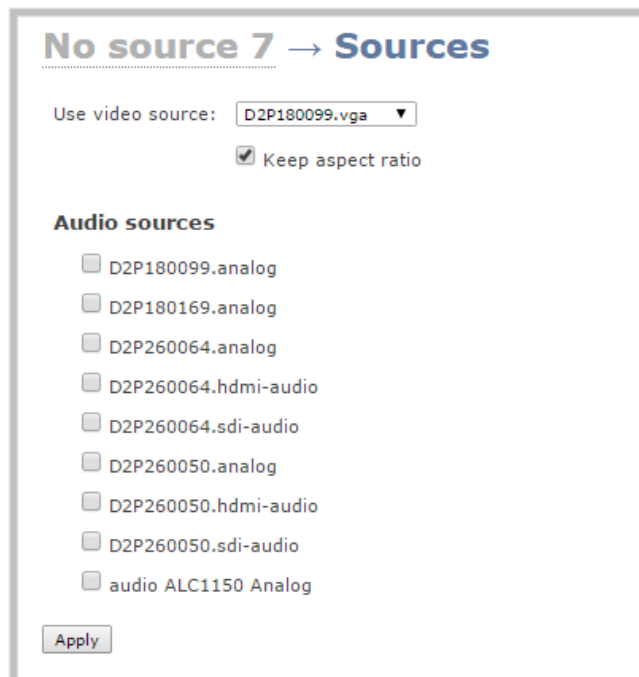 No source 7 → Sources
Use video source: D2P180099.vga
Keep aspect ratio
Audio sources
D2P180099.analog
D2P180169.analog
D2P260064.analog
D2P260064.hdmi-audio
D2P260064.sdi-audio
D2P260050.analog
D2P260050.hdmi-audio
D2P260050.sdi-audio
audio ALC1150 Analog
Apply